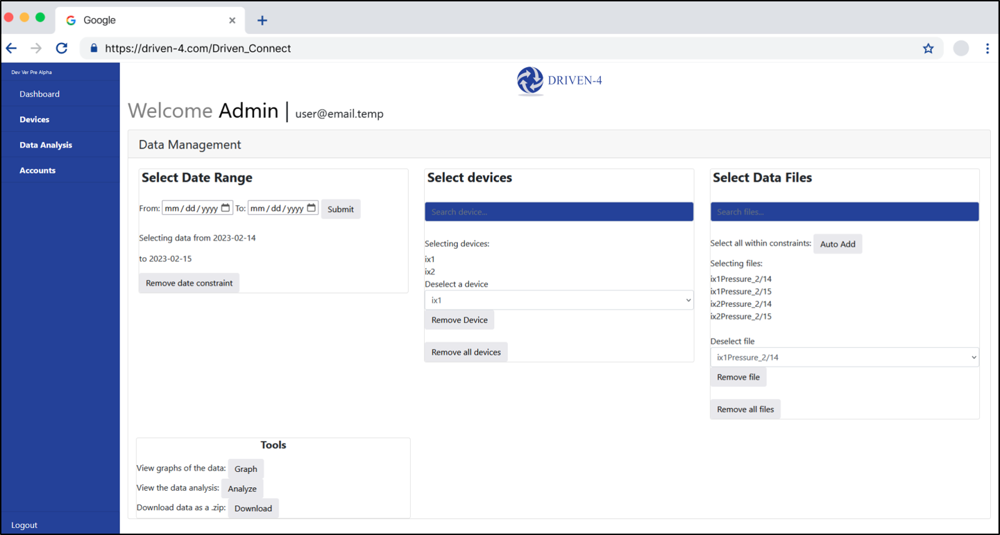 Google
https://driven-4.com/Driven_Connect
Dev Ver Pre Alpha
Dashboard
Devices
Data Analysis
Accounts
Logout
DRIVEN-4
Welcome Admin | user@email.temp
Data Management
Select Date Range
From: mm/dd/yyyy To: mm/dd/yyyy Submit
Selecting data from 2023-02-14
to 2023-02-15
Remove date constraint
Select devices
Search device...
Selecting devices:
ix1
ix2
Deselect a device
ix1
Remove Device
Remove all devices
Select Data Files
Search files...
Select all within constraints: Auto Add
Selecting files:
ix1Pressure_2/14
ix1Pressure_2/15
ix2Pressure_2/14
ix2Pressure_2/15
Deselect file
ix1Pressure_2/14
Remove file
Remove all files
Tools
View graphs of the data: Graph
View the data analysis: Analyze
Download data as a .zip: Download